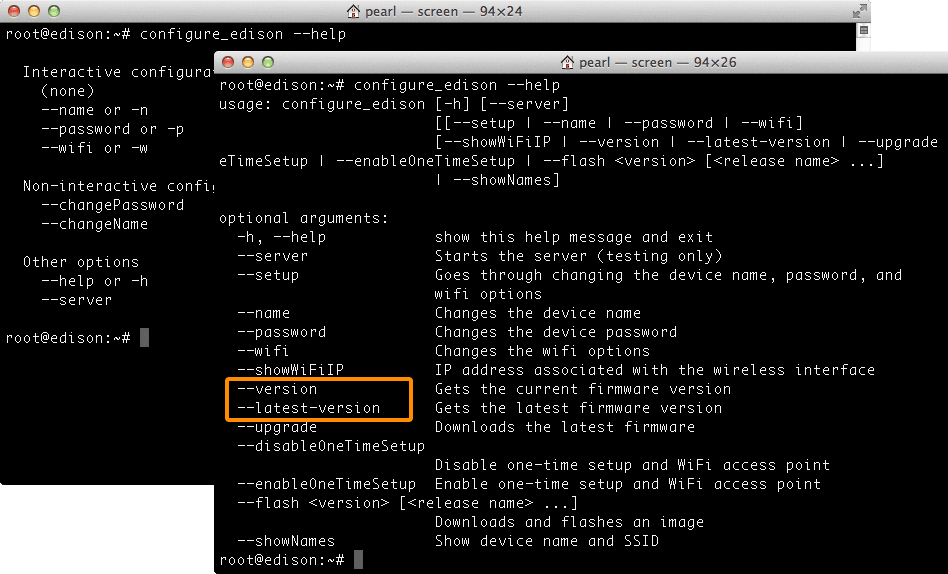 pearl — screen — 94×24
root@edison:~# configure_edison --help
Interactive configurat
(none)
--name or -n
--password or -p
--wifi or -w
Non-interactive config
--changePassword
--changeName
Other options
--help or -h
--server
root@edison:~#
pearl — screen — 94×26
root@edison:~# configure_edison --help
usage: configure_edison [-h] [--server]
[[--setup | --name | --password | --wifi]
[--showWiFiIP | --version | --latest-version | --upgrade
eTimeSetup | --enableOneTimeSetup | --flash <version> [<release name> ...]
| --showNames]
optional arguments:
-h, --help show this help message and exit
--server Starts the server (testing only)
--setup Goes through changing the device name, password, and
wifi options
--name Changes the device name
--password Changes the device password
--wifi Changes the wifi options
--showWiFiIP IP address associated with the wireless interface
--version Gets the current firmware version
--latest-version Gets the latest firmware version
--upgrade Downloads the latest firmware
--disableOneTimeSetup
Disable one-time setup and WiFi access point
--enableOneTimeSetup Enable one-time setup and WiFi access point
--flash <version> [<release name> ...]
Downloads and flashes an image
--showNames Show device name and SSID
root@edison:~#